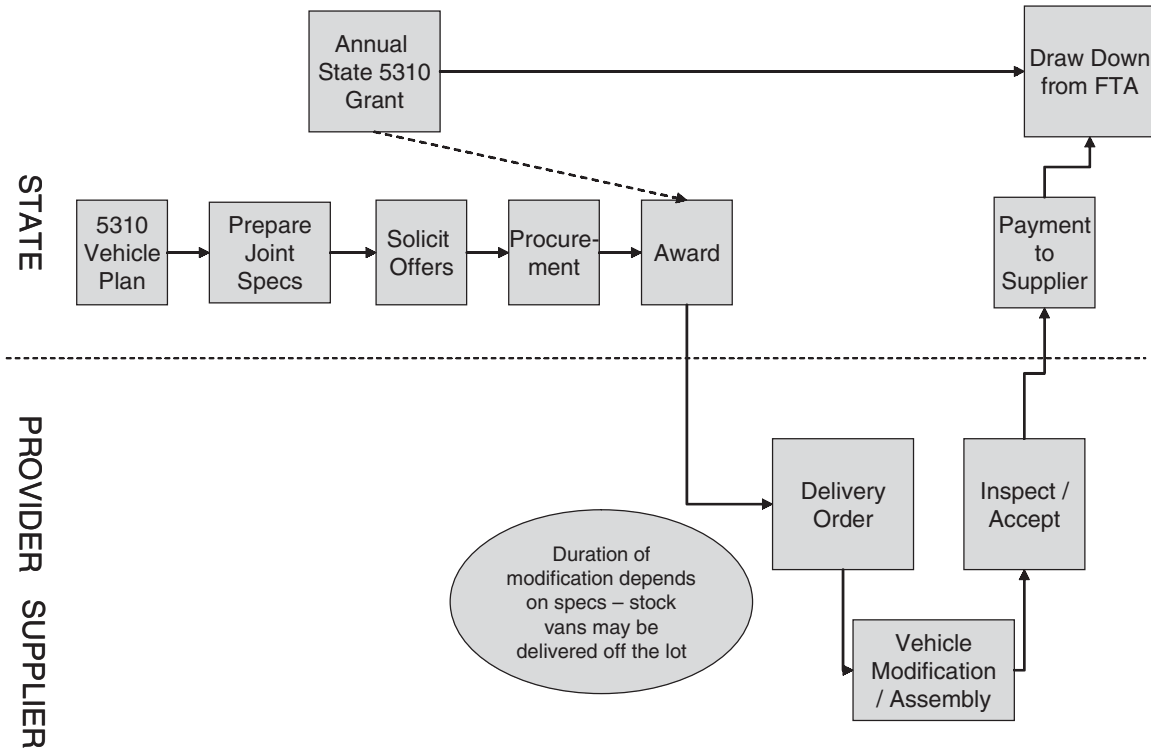 Annual
State 5310
Grant
Draw Down
from FTA
STATE
5310
Vehicle
Plan
Prepare
Joint
Specs
Solicit
Offers
Procure-
ment
Award
Payment
to
Supplier
PROVIDER
SUPPLIER
Delivery
Order
Inspect /
Accept
Duration of
modification depends
on specs – stock
vans may be
delivered off the lot
Vehicle
Modification
/ Assembly